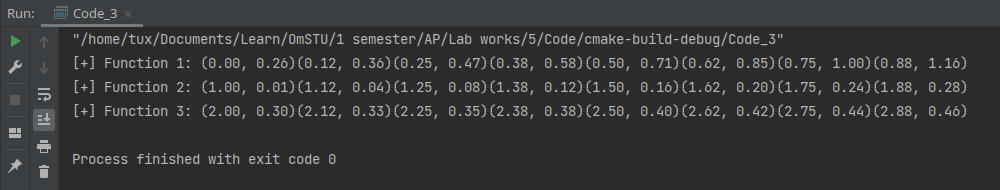 Run: Code_3
"/home/tux/Documents/Learn/OmSTU/1 semester/AP/Lab works/5/Code/cmake-build-debug/Code_3"
[+] Function 1: (0.00, 0.26)(0.12, 0.36)(0.25, 0.47)(0.38, 0.58)(0.50, 0.71)(0.62, 0.85)(0.75, 1.00)(0.88, 1.16)
[+] Function 2: (1.00, 0.01)(1.12, 0.04)(1.25, 0.08)(1.38, 0.12)(1.50, 0.16)(1.62, 0.20)(1.75, 0.24)(1.88, 0.28)
[+] Function 3: (2.00, 0.30)(2.12, 0.33)(2.25, 0.35)(2.38, 0.38)(2.50, 0.40)(2.62, 0.42)(2.75, 0.44)(2.88, 0.46)
Process finished with exit code 0